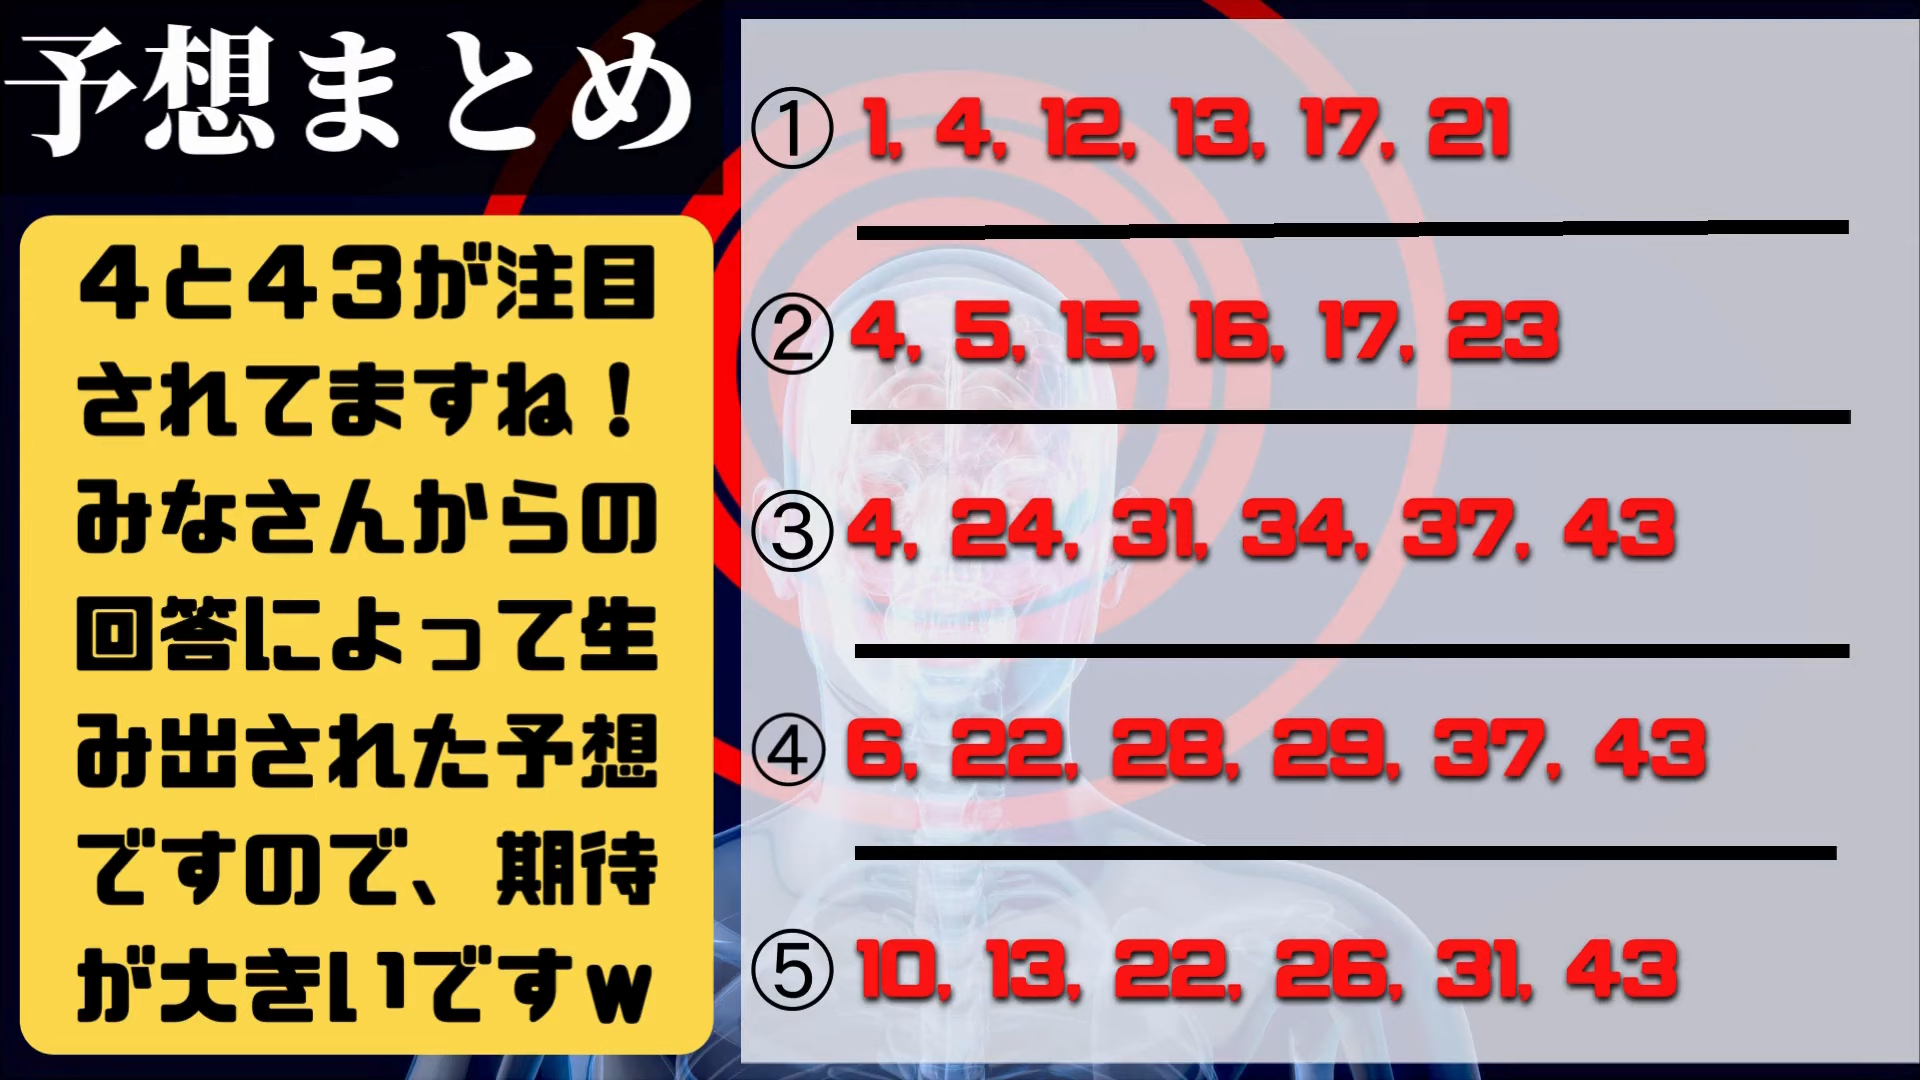 予想まとめ
４と４３が注目
されてますね！
みなさんからの
回答によって生
み出された予想
ですので、期待
が大きいですｗ
① 1, 4, 12, 13, 17, 21
② 4, 5, 15, 16, 17, 23
③ 4, 24, 31, 34, 37, 43
④ 6, 22, 28, 29, 37, 43
⑤ 10, 13, 22, 26, 31, 43